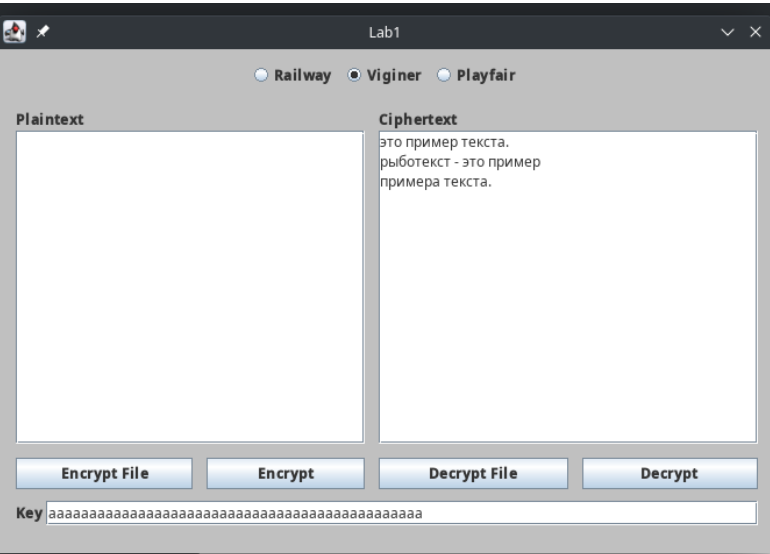 Lab1
Railway Viginer Playfair
Plaintext Ciphertext
это пример текста.
рыботекст - это пример
примера текста.
Encrypt File Encrypt Decrypt File Decrypt
Key аааааааааааааааааааааааааааааааааааааааааааааа